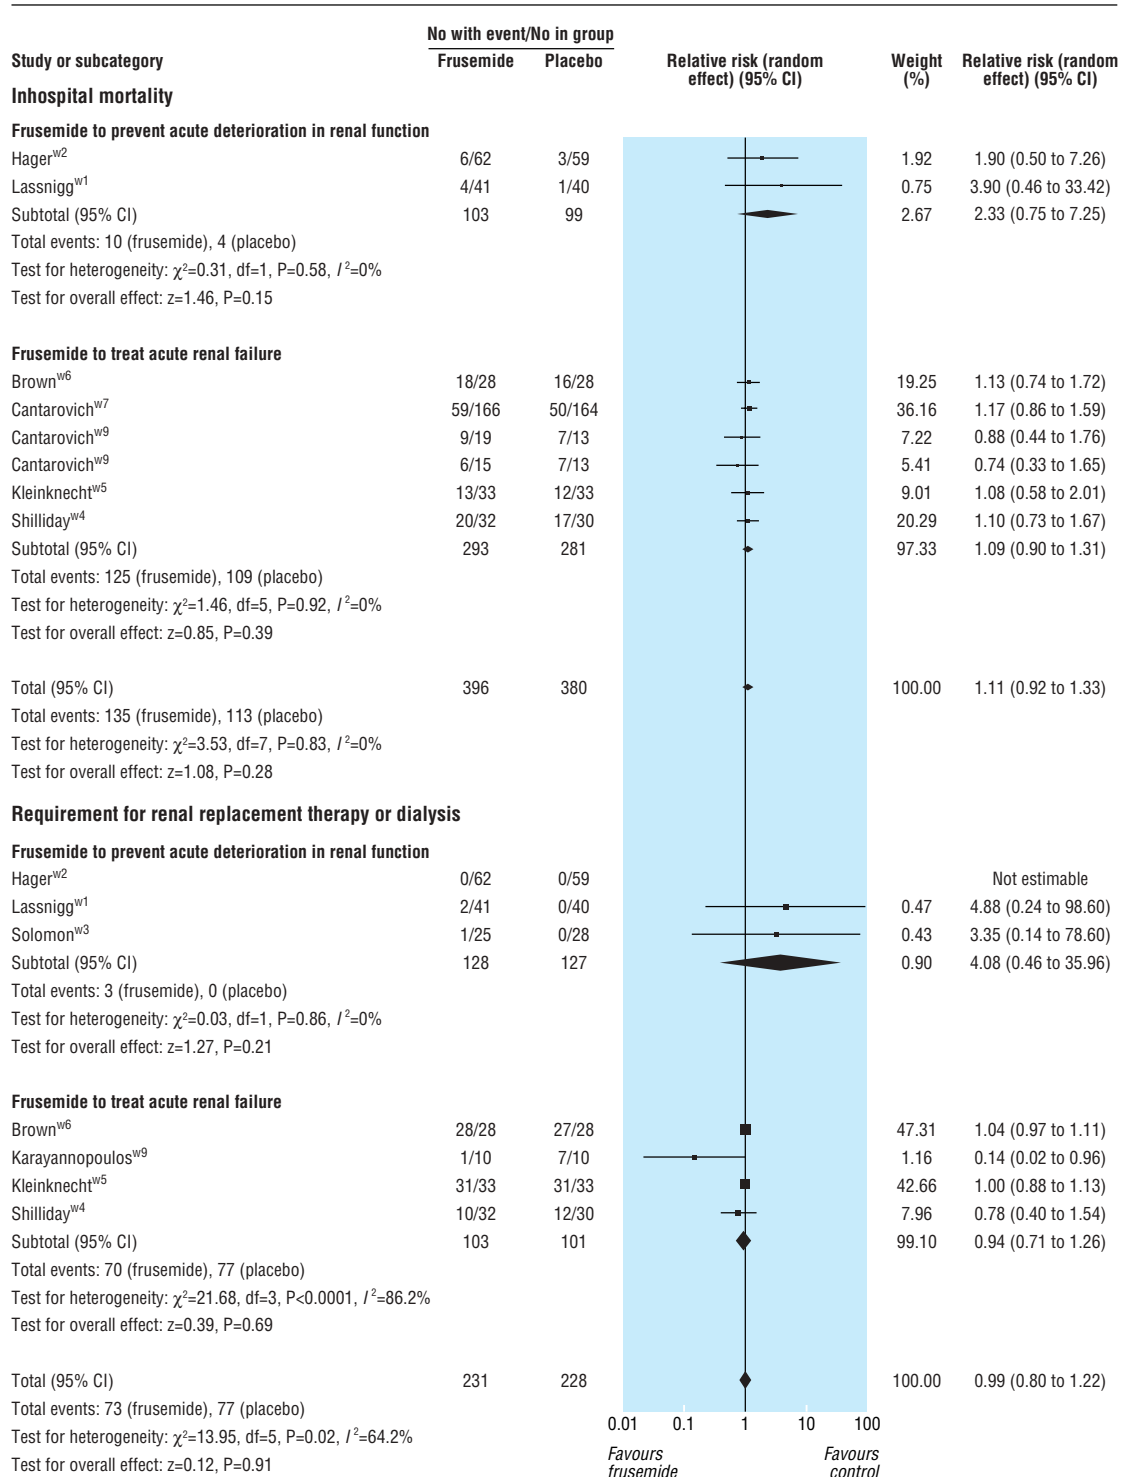 No with event/No in group
Study or subcategory Frusemide Placebo Relative risk (random effect) (95% CI) Weight (%) Relative risk (random effect) (95% CI)
Inhospital mortality
Frusemide to prevent acute deterioration in renal function
Hager^w2 6/62 3/59 1.92 1.90 (0.50 to 7.26)
Lassnigg^w1 4/41 1/40 0.75 3.90 (0.46 to 33.42)
Subtotal (95% CI) 103 99 2.67 2.33 (0.75 to 7.25)
Total events: 10 (frusemide), 4 (placebo)
Test for heterogeneity: χ²=0.31, df=1, P=0.58, I²=0%
Test for overall effect: z=1.46, P=0.15
Frusemide to treat acute renal failure
Brown^w6 18/28 16/28 19.25 1.13 (0.74 to 1.72)
Cantarovich^w7 59/166 50/164 36.16 1.17 (0.86 to 1.59)
Cantarovich^w9 9/19 7/13 7.22 0.88 (0.44 to 1.76)
Cantarovich^w9 6/15 7/13 5.41 0.74 (0.33 to 1.65)
Kleinknecht^w5 13/33 12/33 9.01 1.08 (0.58 to 2.01)
Shilliday^w4 20/32 17/30 20.29 1.10 (0.73 to 1.67)
Subtotal (95% CI) 293 281 97.33 1.09 (0.90 to 1.31)
Total events: 125 (frusemide), 109 (placebo)
Test for heterogeneity: χ²=1.46, df=5, P=0.92, I²=0%
Test for overall effect: z=0.85, P=0.39
Total (95% CI) 396 380 100.00 1.11 (0.92 to 1.33)
Total events: 135 (frusemide), 113 (placebo)
Test for heterogeneity: χ²=3.53, df=7, P=0.83, I²=0%
Test for overall effect: z=1.08, P=0.28
Requirement for renal replacement therapy or dialysis
Frusemide to prevent acute deterioration in renal function
Hager^w2 0/62 0/59 Not estimable
Lassnigg^w1 2/41 0/40 0.47 4.88 (0.24 to 98.60)
Solomon^w3 1/25 0/28 0.43 3.35 (0.14 to 78.60)
Subtotal (95% CI) 128 127 0.90 4.08 (0.46 to 35.96)
Total events: 3 (frusemide), 0 (placebo)
Test for heterogeneity: χ²=0.03, df=1, P=0.86, I²=0%
Test for overall effect: z=1.27, P=0.21
Frusemide to treat acute renal failure
Brown^w6 28/28 27/28 47.31 1.04 (0.97 to 1.11)
Karayannopoulos^w9 1/10 7/10 1.16 0.14 (0.02 to 0.96)
Kleinknecht^w5 31/33 31/33 42.66 1.00 (0.88 to 1.13)
Shilliday^w4 10/32 12/30 7.96 0.78 (0.40 to 1.54)
Subtotal (95% CI) 103 101 99.10 0.94 (0.71 to 1.26)
Total events: 70 (frusemide), 77 (placebo)
Test for heterogeneity: χ²=21.68, df=3, P<0.0001, I²=86.2%
Test for overall effect: z=0.39, P=0.69
Total (95% CI) 231 228 100.00 0.99 (0.80 to 1.22)
Total events: 73 (frusemide), 77 (placebo)
Test for heterogeneity: χ²=13.95, df=5, P=0.02, I²=64.2%
Test for overall effect: z=0.12, P=0.91
0.01 0.1 1 10 100
Favours frusemide Favours control